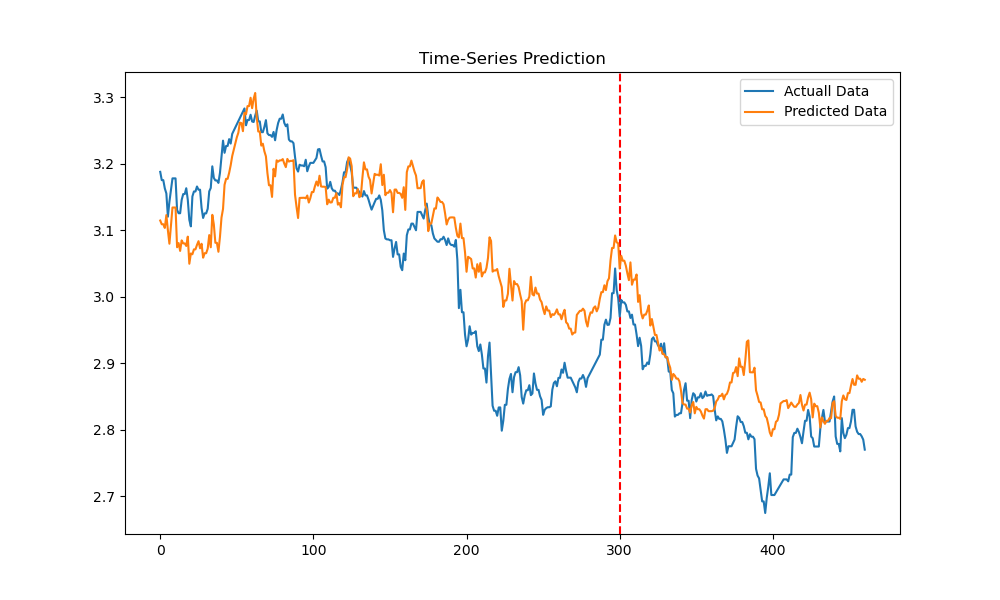 Time-Series Prediction
Actuall Data
Predicted Data
3.3
3.2
3.1
3.0
2.9
2.8
2.7
0 100 200 300 400